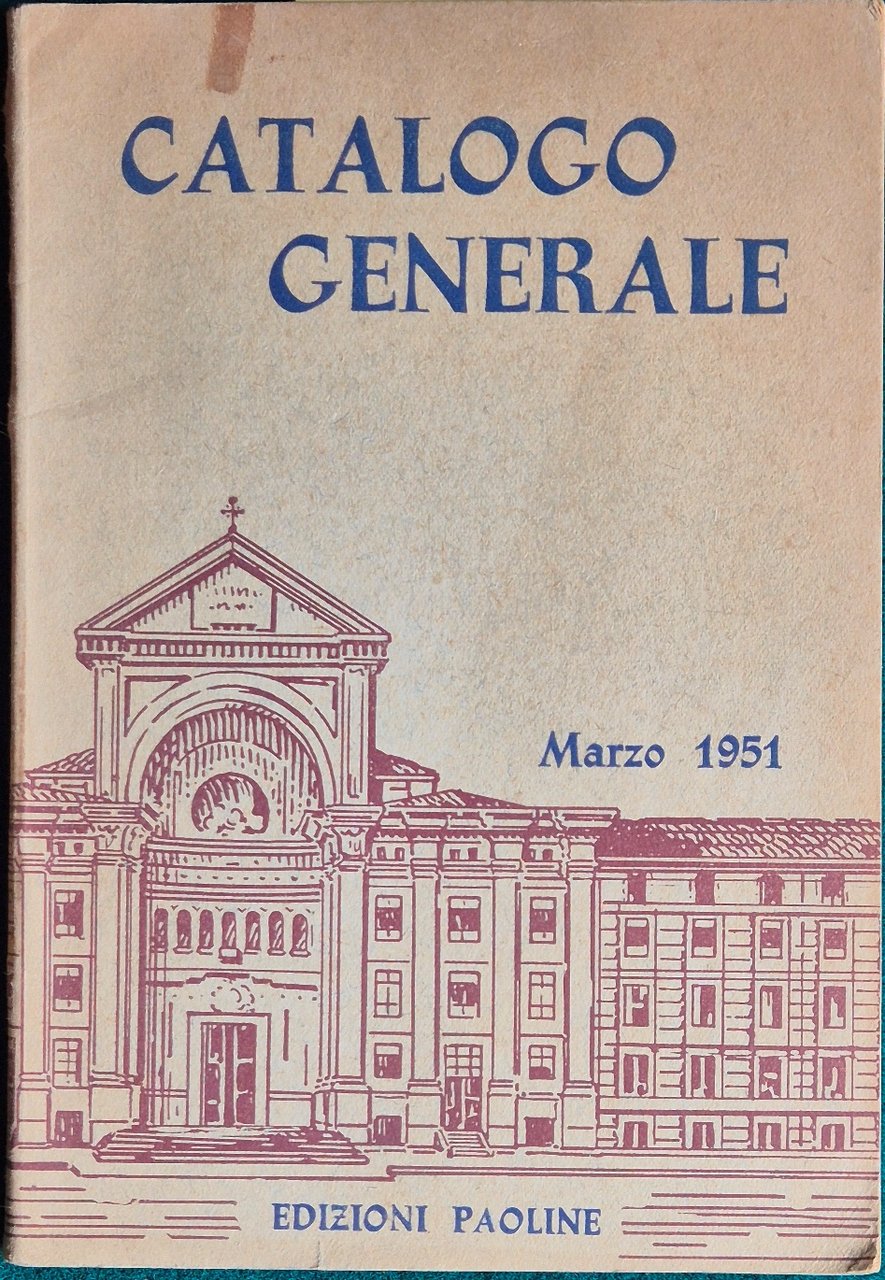 CATALOGO
GENERALE
Marzo 1951
EDIZIONI PAOLINE